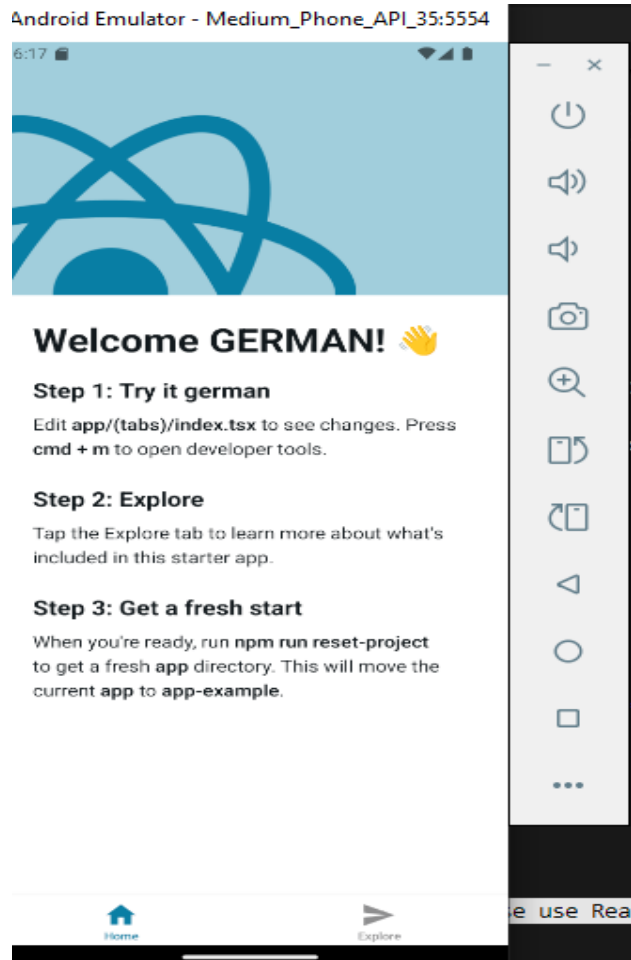 Android Emulator - Medium_Phone_API_35:5554
6:17
Welcome GERMAN! 👋
Step 1: Try it german
Edit app/(tabs)/index.tsx to see changes. Press
cmd + m to open developer tools.
Step 2: Explore
Tap the Explore tab to learn more about what's
included in this starter app.
Step 3: Get a fresh start
When you're ready, run npm run reset-project
to get a fresh app directory. This will move the
current app to app-example.
Home
Explore
se use Rea